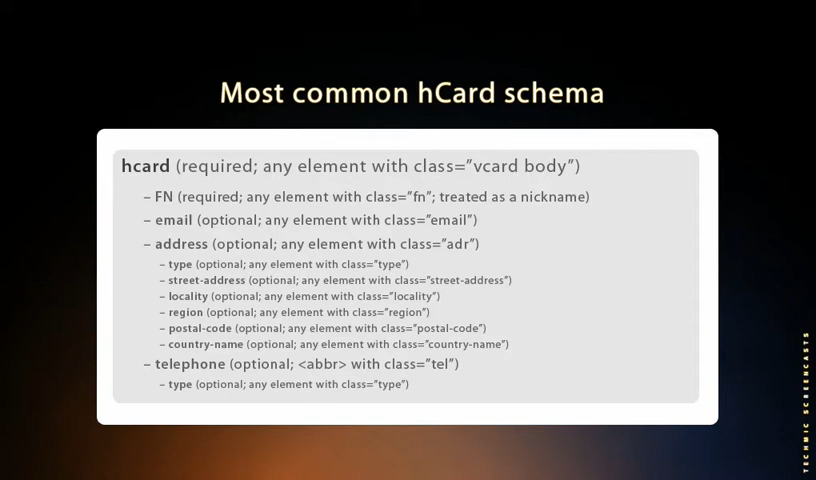 Most common hCard schema
hcard (required; any element with class=”vcard body”)
– FN (required; any element with class=”fn”; treated as a nickname)
– email (optional; any element with class=”email”)
– address (optional; any element with class=”adr”)
– type (optional; any element with class=”type”)
– street-address (optional; any element with class=”street-address”)
– locality (optional; any element with class=”locality”)
– region (optional; any element with class=”region”)
– postal-code (optional; any element with class=”postal-code”)
– country-name (optional; any element with class=”country-name”)
– telephone (optional; <abbr> with class=”tel”)
– type (optional; any element with class=”type”)
TECHMIC SCREENCASTS